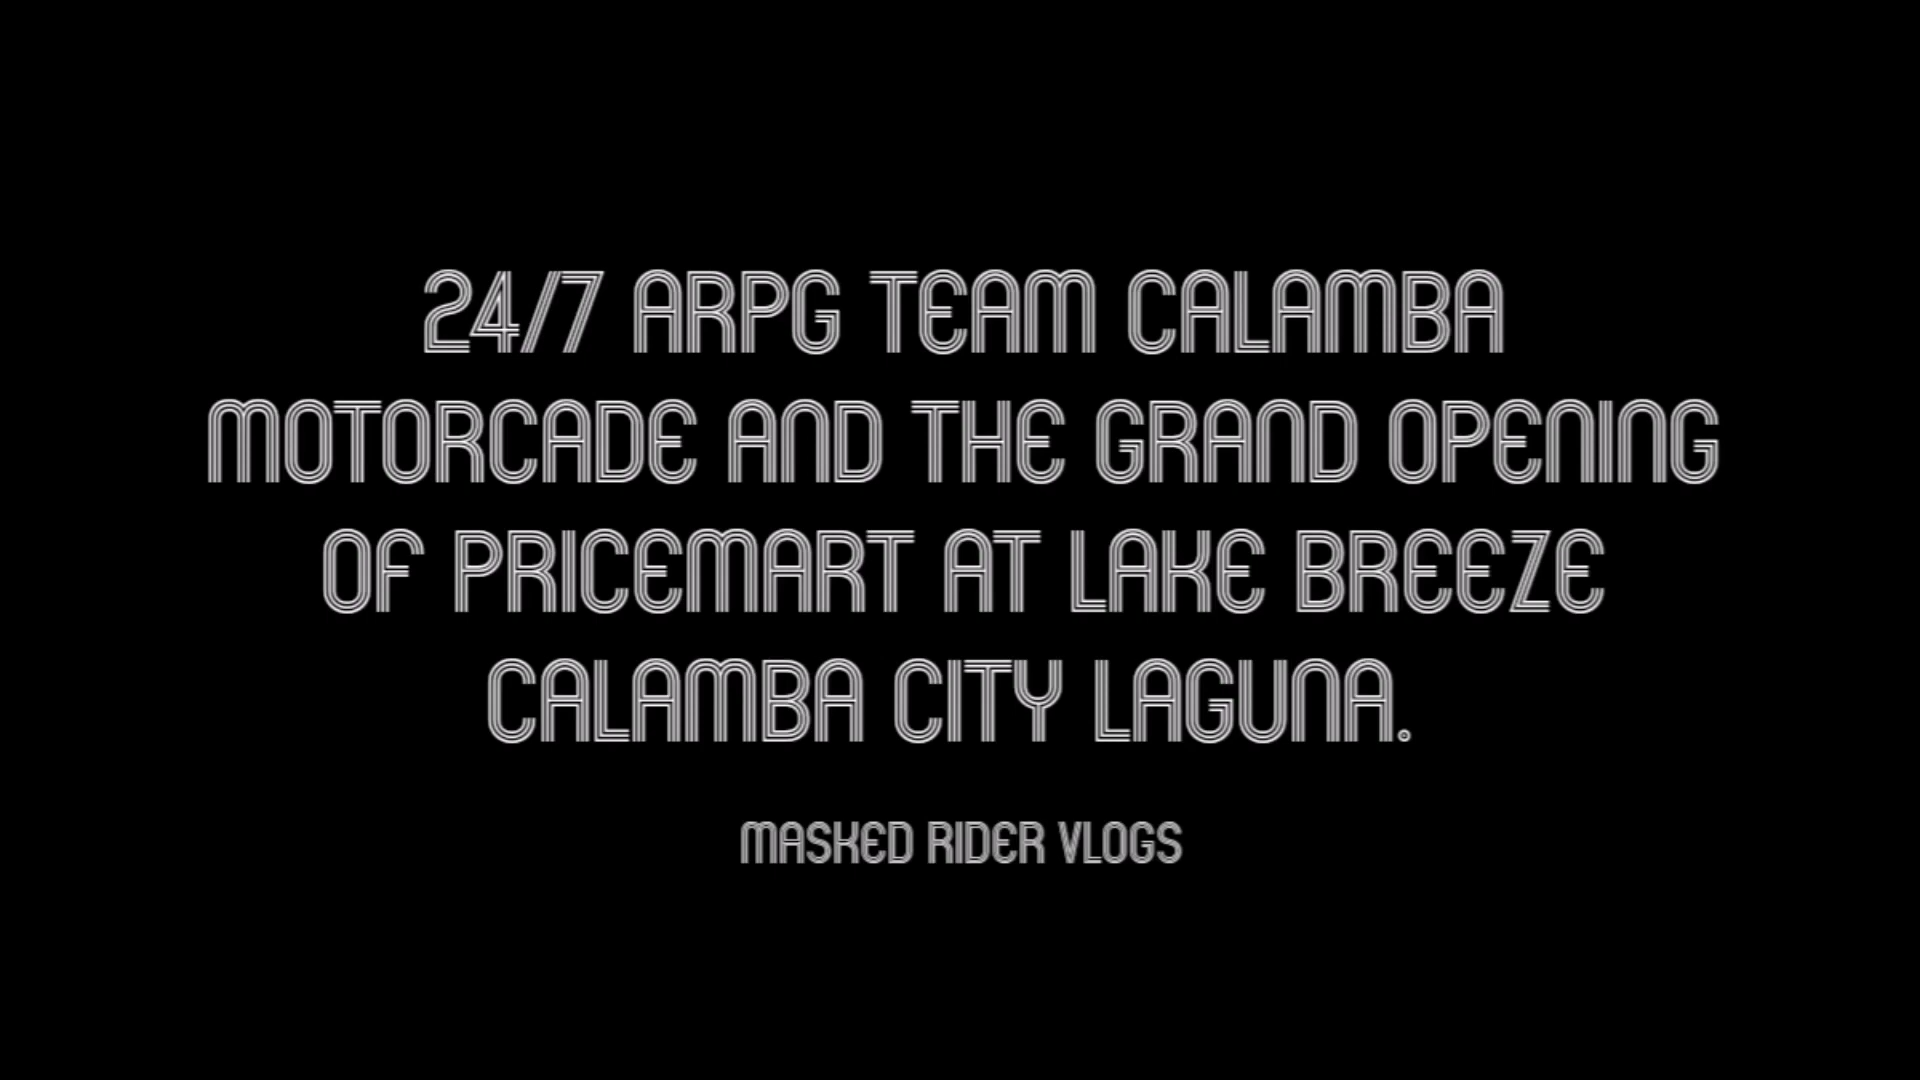 24/7 ARPG TEAM CALAMBA
MOTORCADE AND THE GRAND OPENING
OF PRICEMART AT LAKE BREEZE
CALAMBA CITY LAGUNA.
MASKED RIDER VLOGS